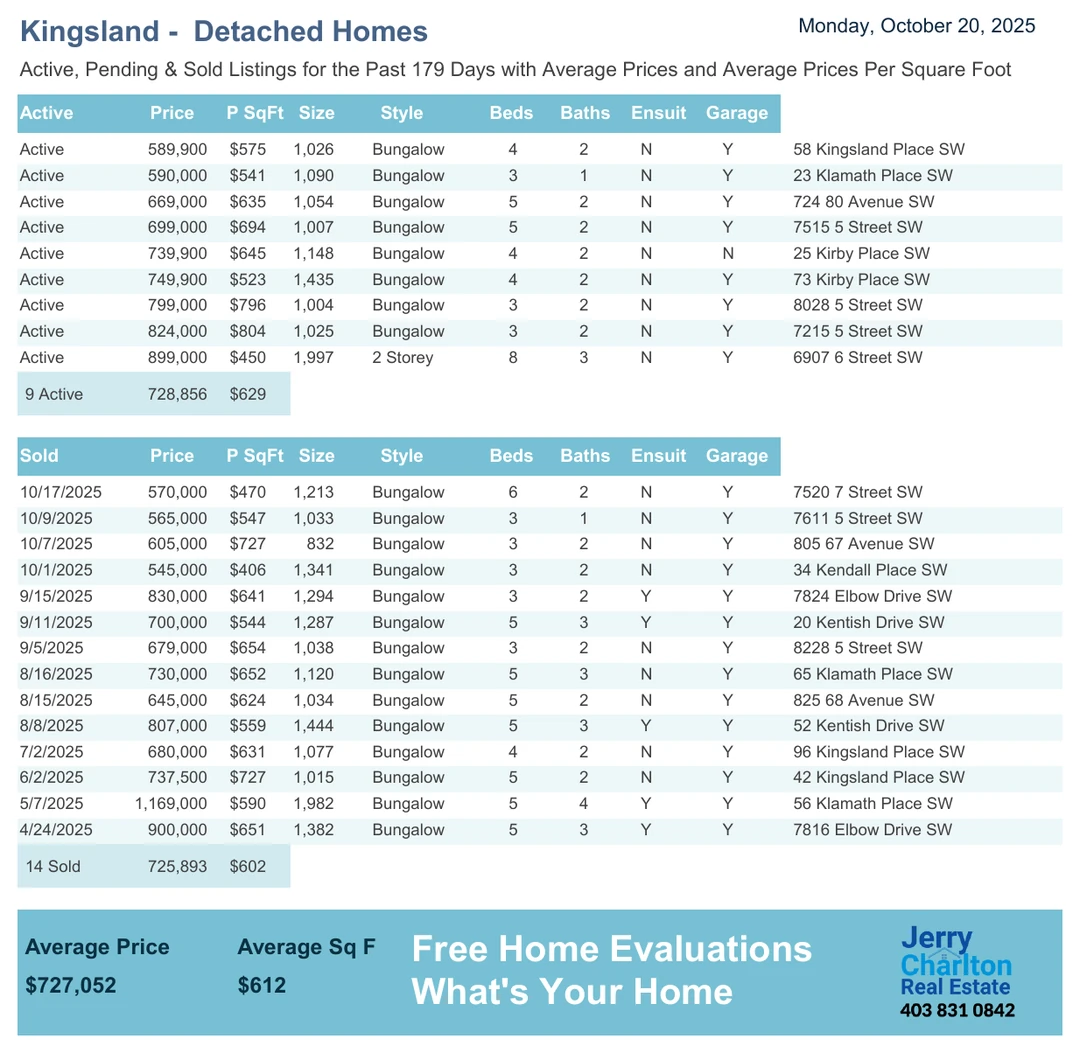 Kingsland - Detached Homes
Monday, October 20, 2025
Active, Pending & Sold Listings for the Past 179 Days with Average Prices and Average Prices Per Square Foot
Active Price P SqFt Size Style Beds Baths Ensuit Garage
Active 589,900 $575 1,026 Bungalow 4 2 N Y 58 Kingsland Place SW
Active 590,000 $541 1,090 Bungalow 3 1 N Y 23 Klamath Place SW
Active 669,000 $635 1,054 Bungalow 5 2 N Y 724 80 Avenue SW
Active 699,000 $694 1,007 Bungalow 5 2 N Y 7515 5 Street SW
Active 739,900 $645 1,148 Bungalow 4 2 N N 25 Kirby Place SW
Active 749,900 $523 1,435 Bungalow 4 2 N Y 73 Kirby Place SW
Active 799,000 $796 1,004 Bungalow 3 2 N Y 8028 5 Street SW
Active 824,000 $804 1,025 Bungalow 3 2 N Y 7215 5 Street SW
Active 899,000 $450 1,997 2 Storey 8 3 N Y 6907 6 Street SW
9 Active 728,856 $629
Sold Price P SqFt Size Style Beds Baths Ensuit Garage
10/17/2025 570,000 $470 1,213 Bungalow 6 2 N Y 7520 7 Street SW
10/9/2025 565,000 $547 1,033 Bungalow 3 1 N Y 7611 5 Street SW
10/7/2025 605,000 $727 832 Bungalow 3 2 N Y 805 67 Avenue SW
10/1/2025 545,000 $406 1,341 Bungalow 3 2 N Y 34 Kendall Place SW
9/15/2025 830,000 $641 1,294 Bungalow 3 2 Y Y 7824 Elbow Drive SW
9/11/2025 700,000 $544 1,287 Bungalow 5 3 Y Y 20 Kentish Drive SW
9/5/2025 679,000 $654 1,038 Bungalow 3 2 N Y 8228 5 Street SW
8/16/2025 730,000 $652 1,120 Bungalow 5 3 N Y 65 Klamath Place SW
8/15/2025 645,000 $624 1,034 Bungalow 5 2 N Y 825 68 Avenue SW
8/8/2025 807,000 $559 1,444 Bungalow 5 3 Y Y 52 Kentish Drive SW
7/2/2025 680,000 $631 1,077 Bungalow 4 2 N Y 96 Kingsland Place SW
6/2/2025 737,500 $727 1,015 Bungalow 5 2 N Y 42 Kingsland Place SW
5/7/2025 1,169,000 $590 1,982 Bungalow 5 4 Y Y 56 Klamath Place SW
4/24/2025 900,000 $651 1,382 Bungalow 5 3 Y Y 7816 Elbow Drive SW
14 Sold 725,893 $602
Average Price Average Sq F
$727,052 $612
Free Home Evaluations
What's Your Home
Jerry
Charlton
Real Estate
403 831 0842